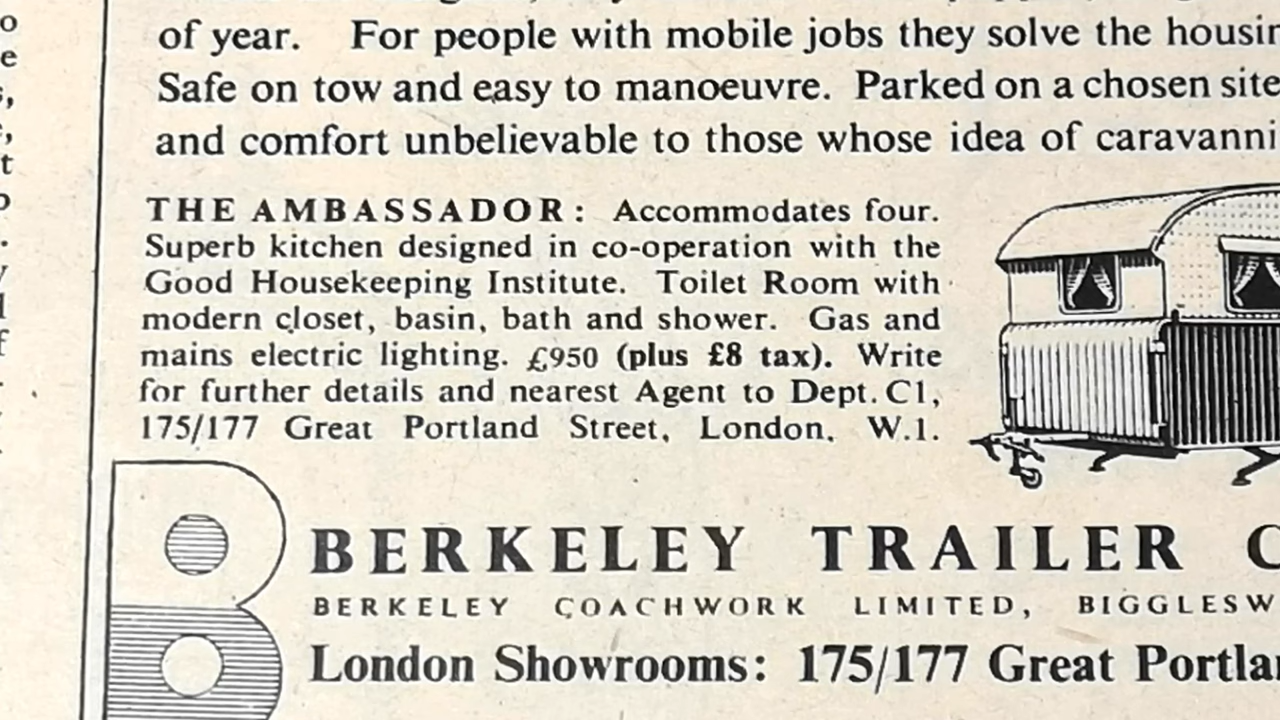 of year. For people with mobile jobs they solve the
Safe on tow and easy to manoeuvre. Parked on a chosen site
and comfort unbelievable to those whose idea of
THE AMBASSADOR: Accommodates four.
Superb kitchen designed in co-operation with the
Good Housekeeping Institute. Toilet Room with
modern closet, basin, bath and shower. Gas and
mains electric lighting. £950 (plus £8 tax). Write
for further details and nearest Agent to Dept. C1,
175/177 Great Portland Street, London, W.1.
B
BERKELEY TRAILER
BERKELEY COACHWORK LIMITED,
London Showrooms: 175/177 Great